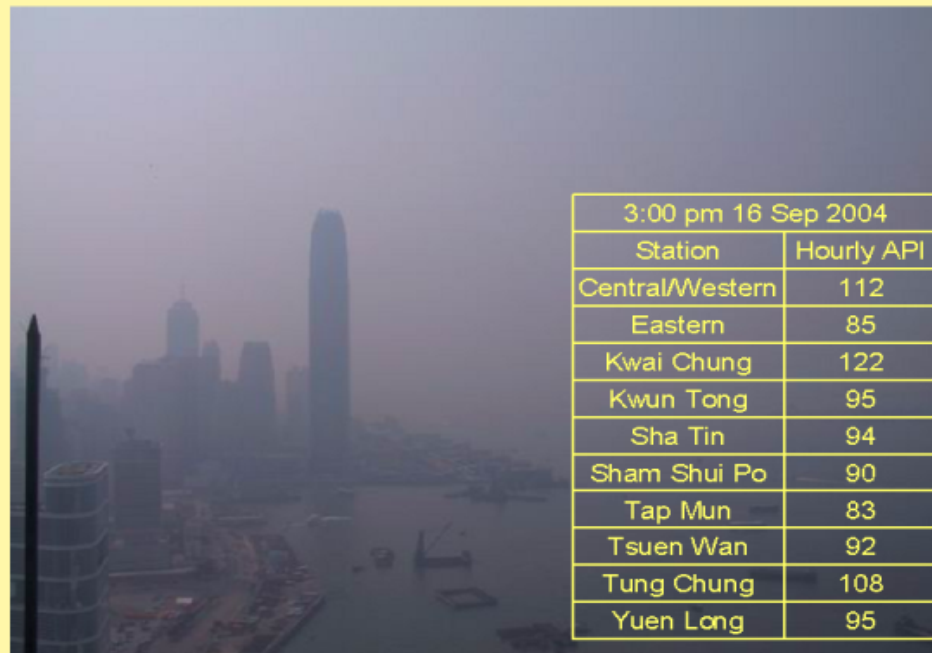 3:00 pm 16 Sep 2004
Station Hourly API
Central/Western 112
Eastern 85
Kwai Chung 122
Kwun Tong 95
Sha Tin 94
Sham Shui Po 90
Tap Mun 83
Tsuen Wan 92
Tung Chung 108
Yuen Long 95